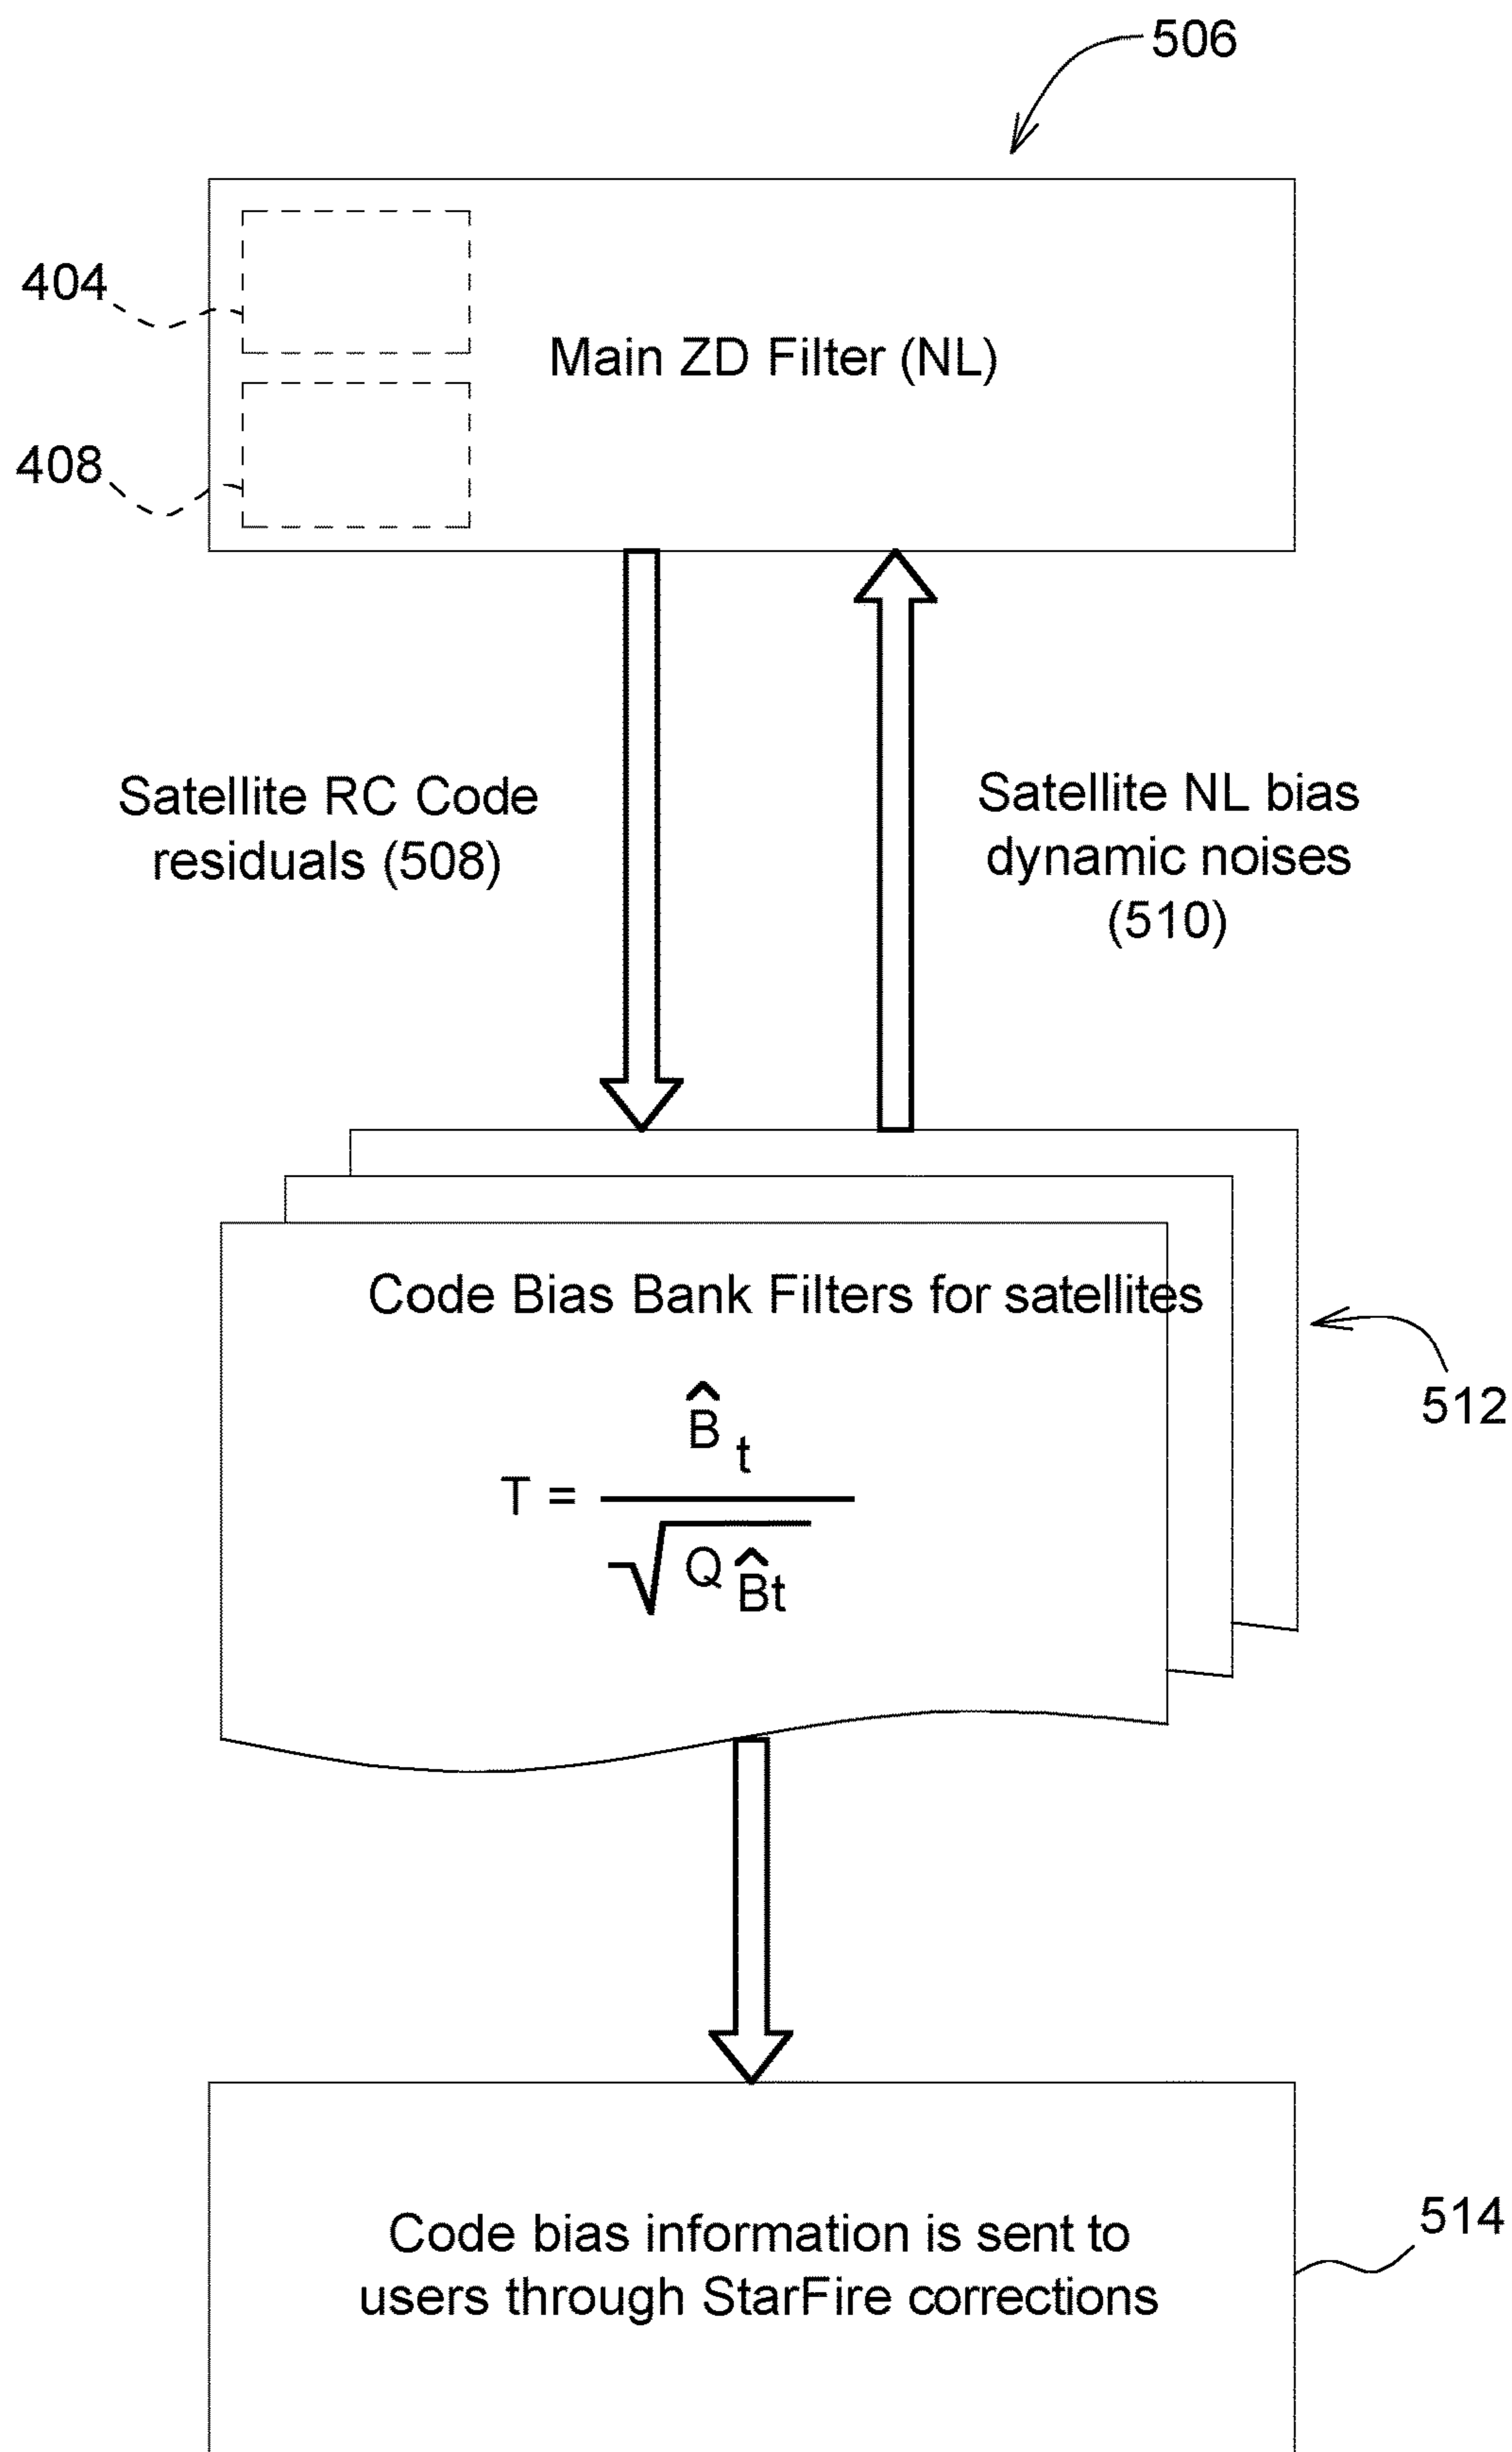 506
404
Main ZD Filter (NL)
408
Satellite RC Code
residuals (508)
Satellite NL bias
dynamic noises
(510)
Code Bias Bank Filters for satellites
512
T = B̂ t
√ Q B̂t
514
Code bias information is sent to
users through StarFire corrections